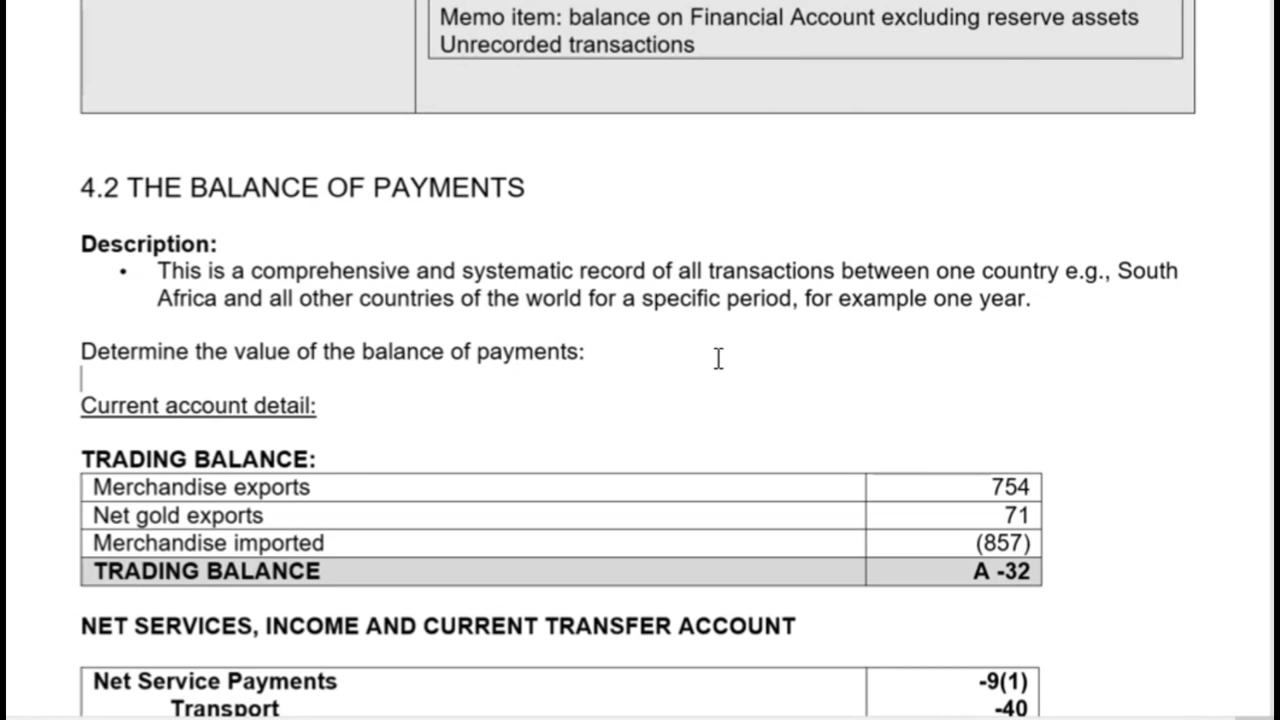 Memo item: balance on Financial Account excluding reserve assets
Unrecorded transactions
4.2 THE BALANCE OF PAYMENTS
Description:
• This is a comprehensive and systematic record of all transactions between one country e.g., South
Africa and all other countries of the world for a specific period, for example one year.
Determine the value of the balance of payments:
Current account detail:
TRADING BALANCE:
Merchandise exports 754
Net gold exports 71
Merchandise imported (857)
TRADING BALANCE A -32
NET SERVICES, INCOME AND CURRENT TRANSFER ACCOUNT
Net Service Payments -9(1)
Transport -40